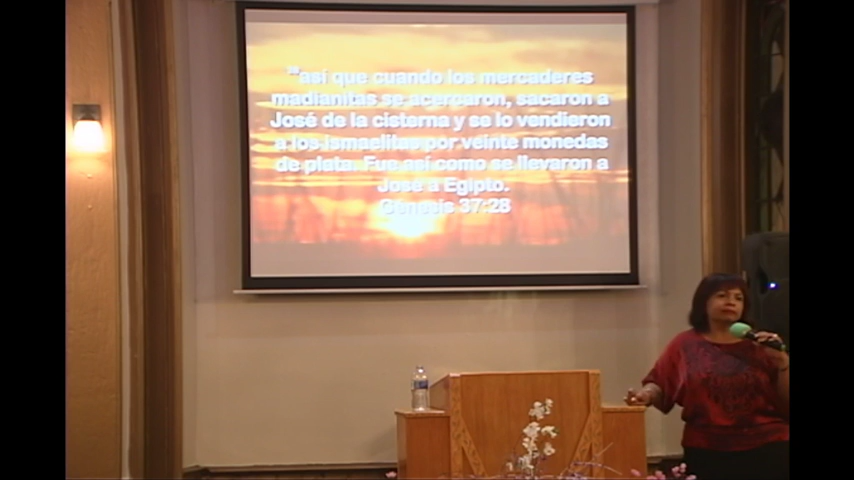 "así que cuando los mercaderes
madianitas se acercaron, sacaron a
José de la cisterna y se lo vendieron
a los ismaelitas por veinte monedas
de plata. Fue así como se llevaron a
José a Egipto.
Génesis 37:28